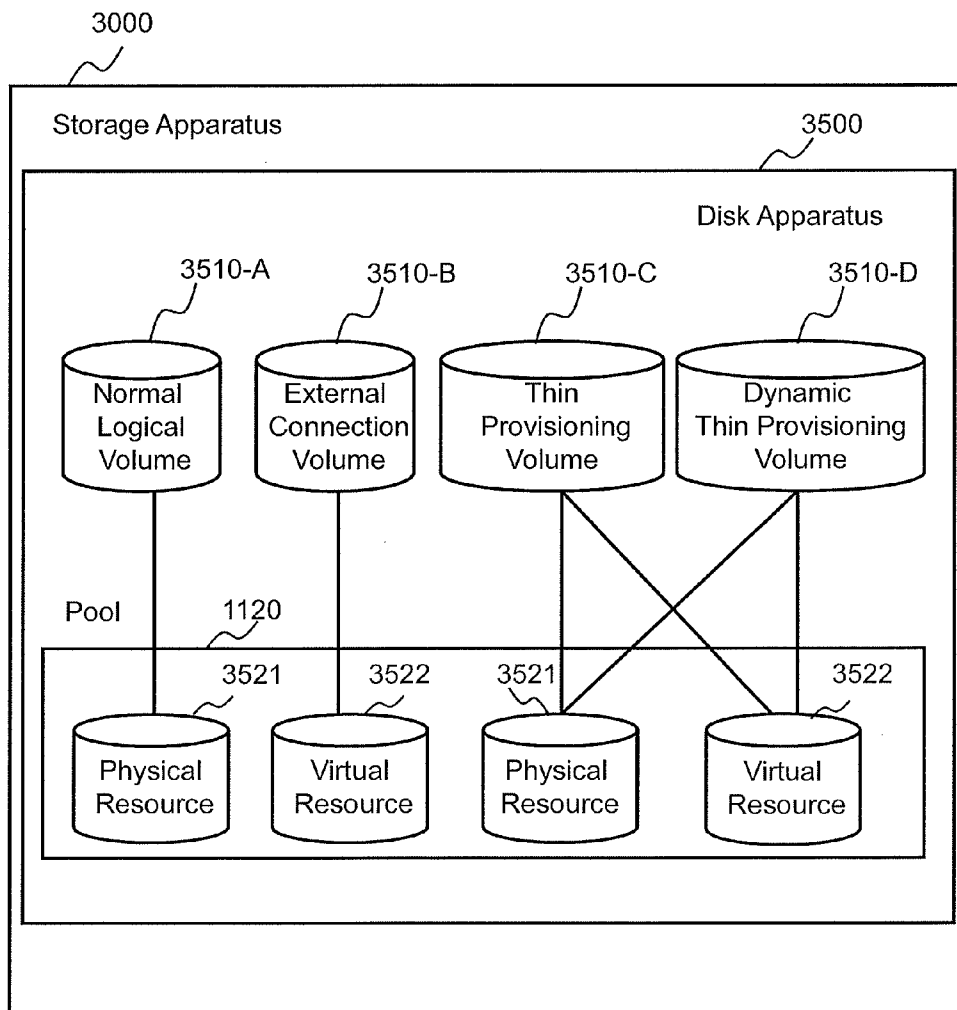 3000
Storage Apparatus
3500
Disk Apparatus
3510-A
3510-B
3510-C
3510-D
Normal
Logical
Volume
External
Connection
Volume
Thin
Provisioning
Volume
Dynamic
Thin Provisioning
Volume
Pool
1120
3521
3522
3521
3522
Physical
Resource
Virtual
Resource
Physical
Resource
Virtual
Resource